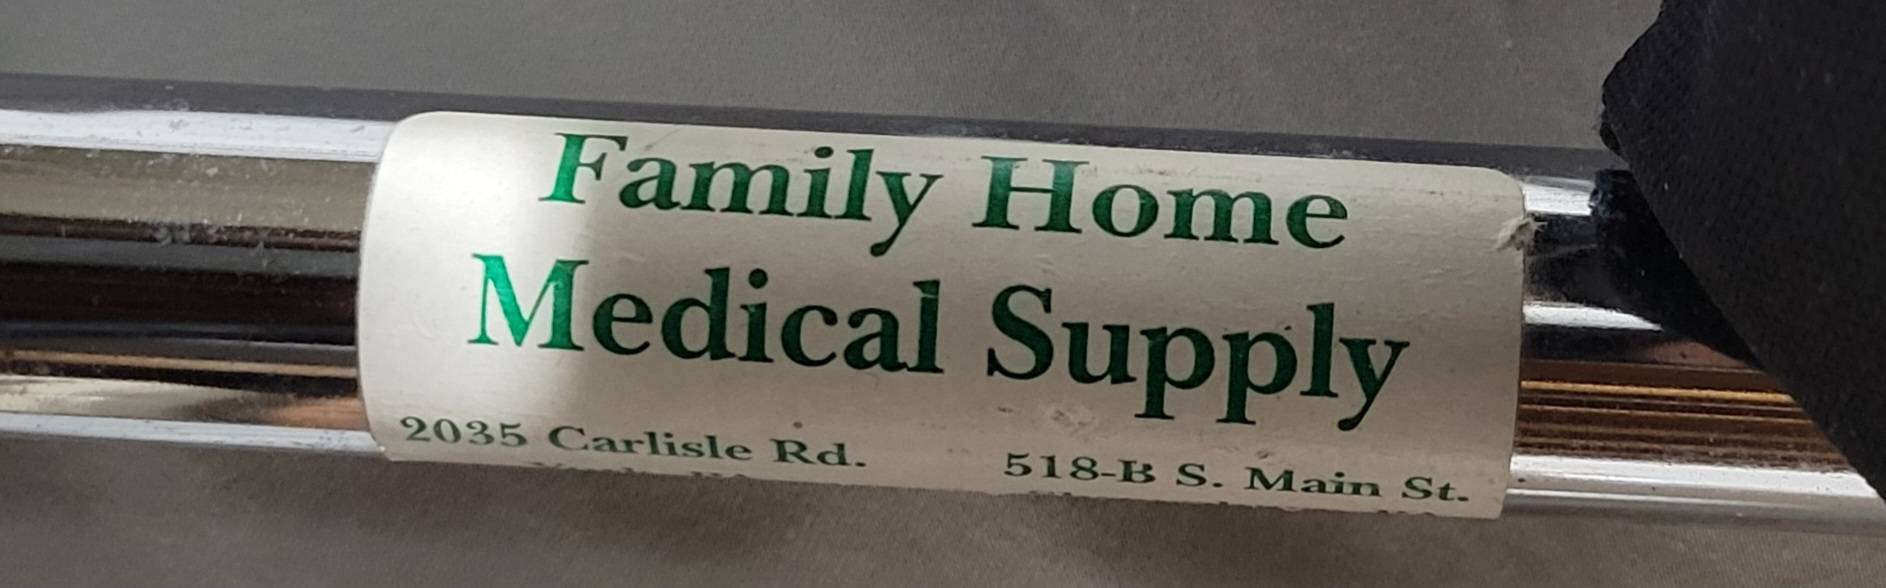 Family Home
Medical Supply
2035 Carlisle Rd. 518-B S. Main St.